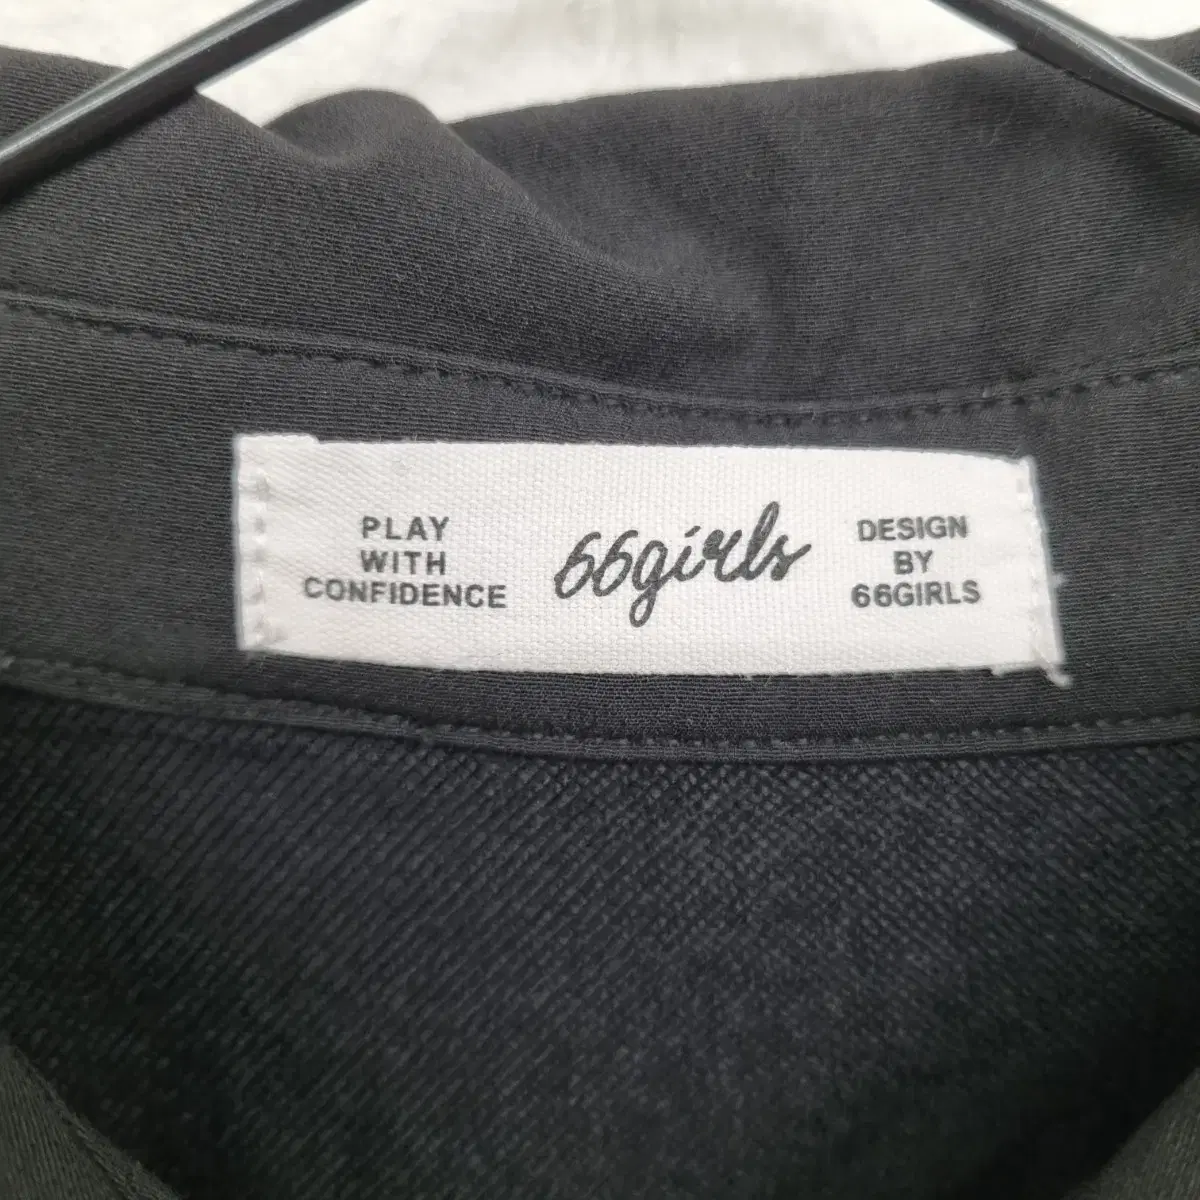 PLAY
WITH
CONFIDENCE
66girls
DESIGN
BY
66GIRLS